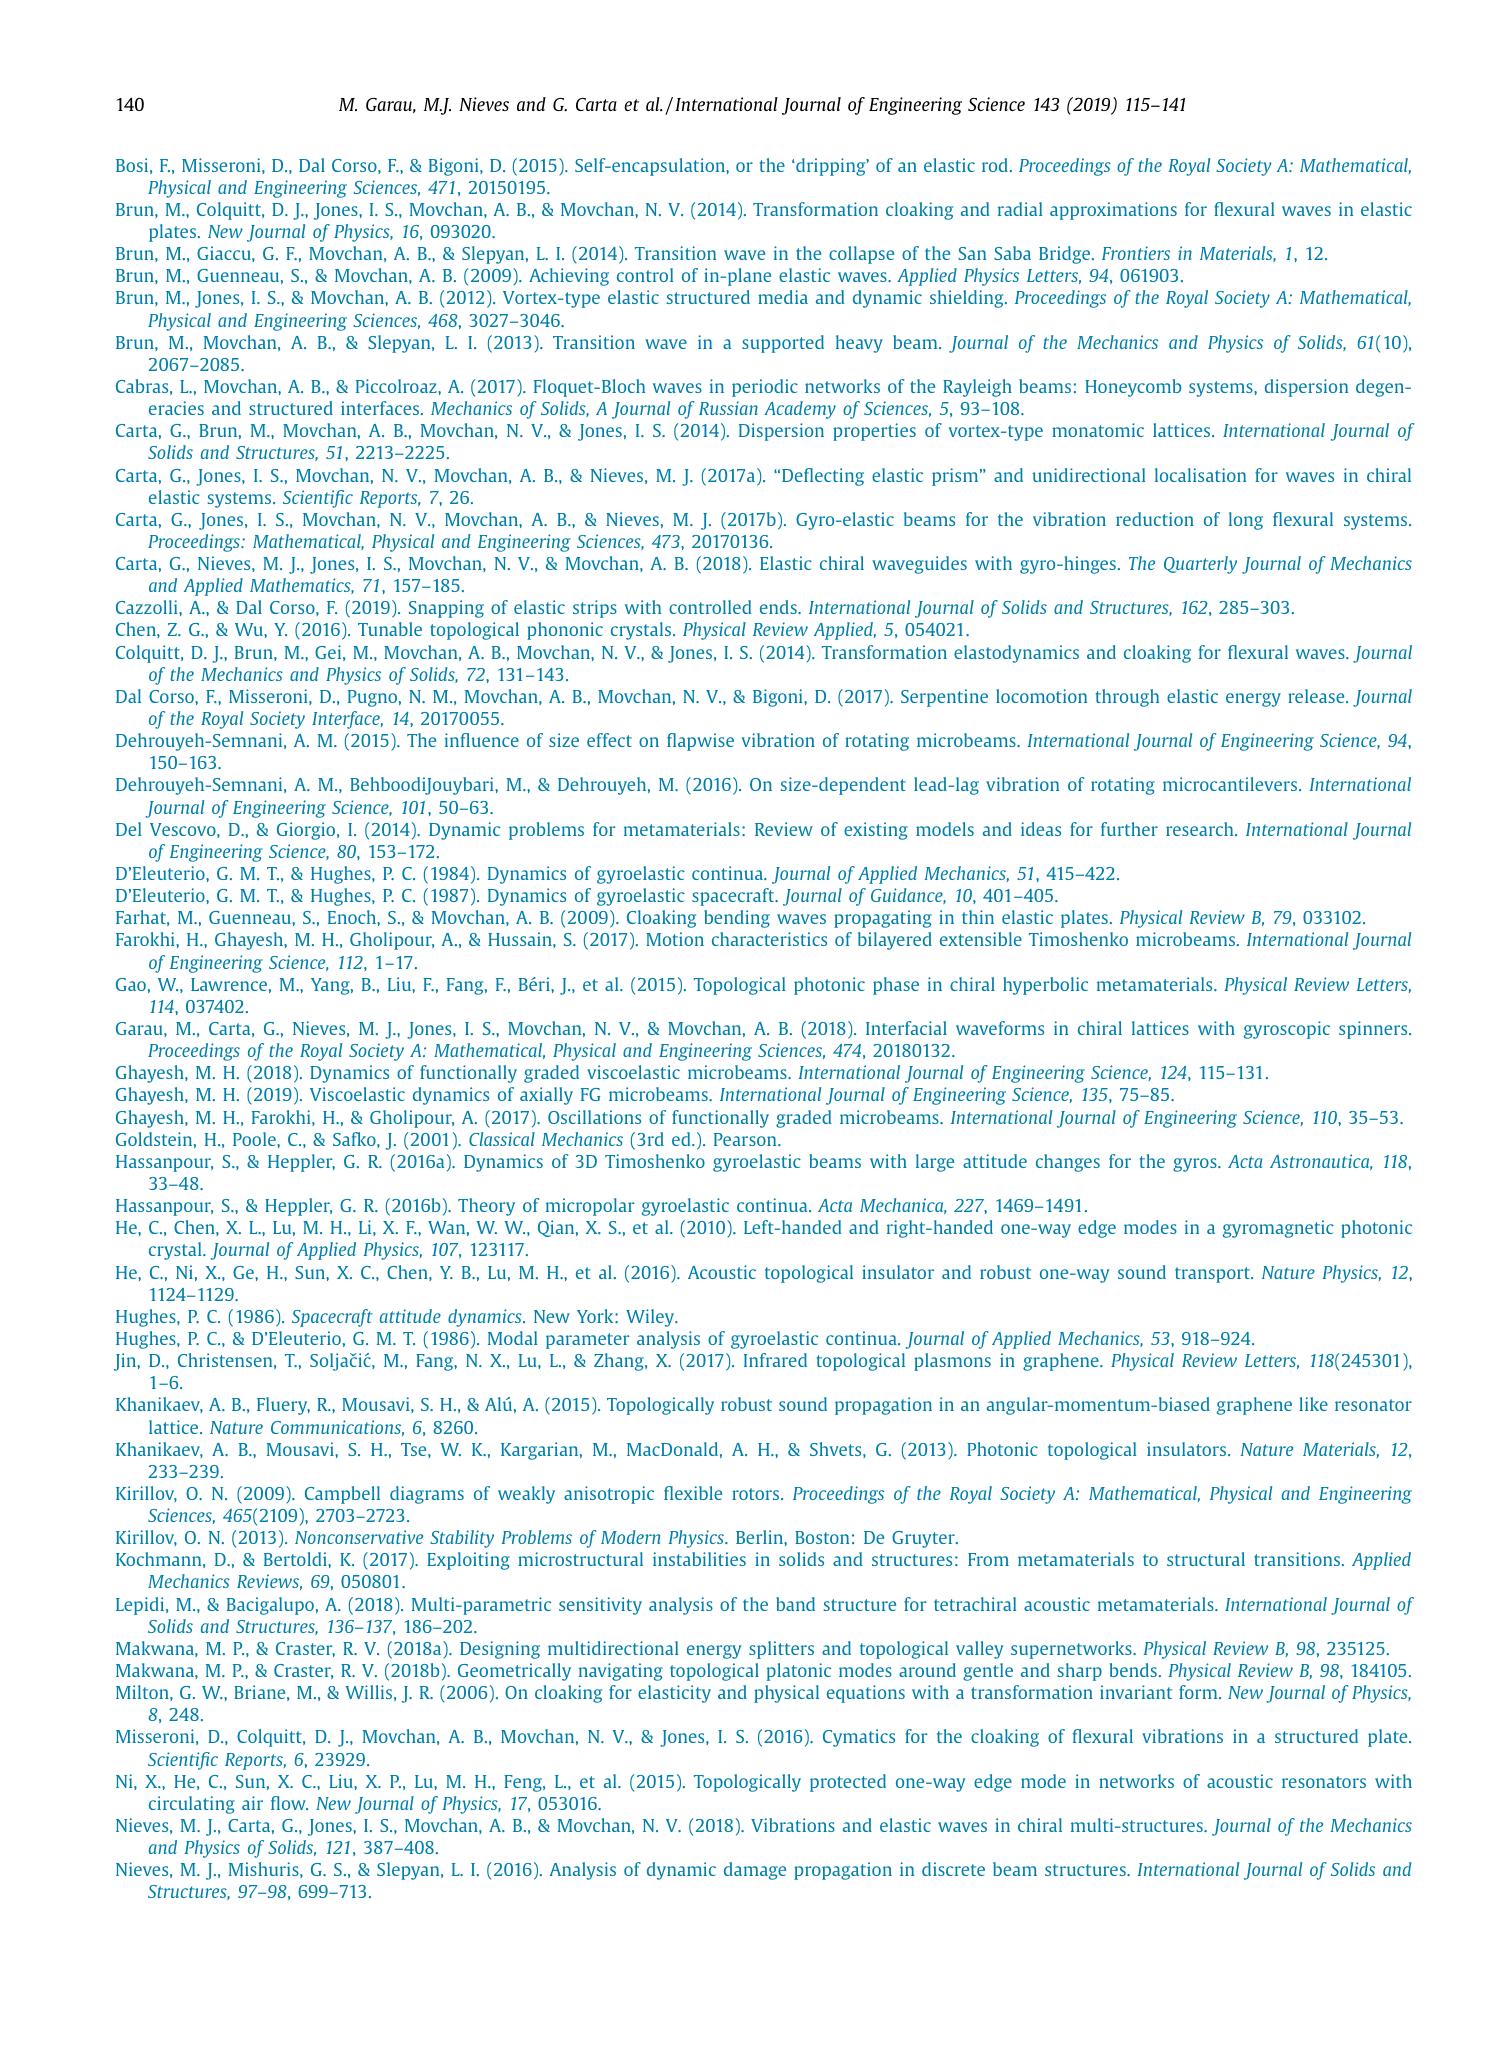 140
M. Garau, M.J. Nieves and G. Carta et al. / International Journal of Engineering Science 143 (2019) 115–141
Bosi, F., Misseroni, D., Dal Corso, F., & Bigoni, D. (2015). Self-encapsulation, or the ‘dripping’ of an elastic rod. Proceedings of the Royal Society A: Mathematical,
Physical and Engineering Sciences, 471, 20150195.
Brun, M., Colquitt, D. J., Jones, I. S., Movchan, A. B., & Movchan, N. V. (2014). Transformation cloaking and radial approximations for flexural waves in elastic
plates. New Journal of Physics, 16, 093020.
Brun, M., Giaccu, G. F., Movchan, A. B., & Slepyan, L. I. (2014). Transition wave in the collapse of the San Saba Bridge. Frontiers in Materials, 1, 12.
Brun, M., Guenneau, S., & Movchan, A. B. (2009). Achieving control of in-plane elastic waves. Applied Physics Letters, 94, 061903.
Brun, M., Jones, I. S., & Movchan, A. B. (2012). Vortex-type elastic structured media and dynamic shielding. Proceedings of the Royal Society A: Mathematical,
Physical and Engineering Sciences, 468, 3027–3046.
Brun, M., Movchan, A. B., & Slepyan, L. I. (2013). Transition wave in a supported heavy beam. Journal of the Mechanics and Physics of Solids, 61(10),
2067–2085.
Cabras, L., Movchan, A. B., & Piccolroaz, A. (2017). Floquet-Bloch waves in periodic networks of the Rayleigh beams: Honeycomb systems, dispersion degen-
eracies and structured interfaces. Mechanics of Solids, A Journal of Russian Academy of Sciences, 5, 93–108.
Carta, G., Brun, M., Movchan, A. B., Movchan, N. V., & Jones, I. S. (2014). Dispersion properties of vortex-type monatomic lattices. International Journal of
Solids and Structures, 51, 2213–2225.
Carta, G., Jones, I. S., Movchan, N. V., Movchan, A. B., & Nieves, M. J. (2017a). “Deflecting elastic prism” and unidirectional localisation for waves in chiral
elastic systems. Scientific Reports, 7, 26.
Carta, G., Jones, I. S., Movchan, N. V., Movchan, A. B., & Nieves, M. J. (2017b). Gyro-elastic beams for the vibration reduction of long flexural systems.
Proceedings: Mathematical, Physical and Engineering Sciences, 473, 20170136.
Carta, G., Nieves, M. J., Jones, I. S., Movchan, N. V., & Movchan, A. B. (2018). Elastic chiral waveguides with gyro-hinges. The Quarterly Journal of Mechanics
and Applied Mathematics, 71, 157–185.
Cazzolli, A., & Dal Corso, F. (2019). Snapping of elastic strips with controlled ends. International Journal of Solids and Structures, 162, 285–303.
Chen, Z. G., & Wu, Y. (2016). Tunable topological phononic crystals. Physical Review Applied, 5, 054021.
Colquitt, D. J., Brun, M., Gei, M., Movchan, A. B., Movchan, N. V., & Jones, I. S. (2014). Transformation elastodynamics and cloaking for flexural waves. Journal
of the Mechanics and Physics of Solids, 72, 131–143.
Dal Corso, F., Misseroni, D., Pugno, N. M., Movchan, A. B., Movchan, N. V., & Bigoni, D. (2017). Serpentine locomotion through elastic energy release. Journal
of the Royal Society Interface, 14, 20170055.
Dehrouyeh-Semnani, A. M. (2015). The influence of size effect on flapwise vibration of rotating microbeams. International Journal of Engineering Science, 94,
150–163.
Dehrouyeh-Semnani, A. M., BehboodiJouybari, M., & Dehrouyeh, M. (2016). On size-dependent lead-lag vibration of rotating microcantilevers. International
Journal of Engineering Science, 101, 50–63.
Del Vescovo, D., & Giorgio, I. (2014). Dynamic problems for metamaterials: Review of existing models and ideas for further research. International Journal
of Engineering Science, 80, 153–172.
D’Eleuterio, G. M. T., & Hughes, P. C. (1984). Dynamics of gyroelastic continua. Journal of Applied Mechanics, 51, 415–422.
D’Eleuterio, G. M. T., & Hughes, P. C. (1987). Dynamics of gyroelastic spacecraft. Journal of Guidance, 10, 401–405.
Farhat, M., Guenneau, S., Enoch, S., & Movchan, A. B. (2009). Cloaking bending waves propagating in thin elastic plates. Physical Review B, 79, 033102.
Farokhi, H., Ghayesh, M. H., Gholipour, A., & Hussain, S. (2017). Motion characteristics of bilayered extensible Timoshenko microbeams. International Journal
of Engineering Science, 112, 1–17.
Gao, W., Lawrence, M., Yang, B., Liu, F., Fang, F., Béri, J., et al. (2015). Topological photonic phase in chiral hyperbolic metamaterials. Physical Review Letters,
114, 037402.
Garau, M., Carta, G., Nieves, M. J., Jones, I. S., Movchan, N. V., & Movchan, A. B. (2018). Interfacial waveforms in chiral lattices with gyroscopic spinners.
Proceedings of the Royal Society A: Mathematical, Physical and Engineering Sciences, 474, 20180132.
Ghayesh, M. H. (2018). Dynamics of functionally graded viscoelastic microbeams. International Journal of Engineering Science, 124, 115–131.
Ghayesh, M. H. (2019). Viscoelastic dynamics of axially FG microbeams. International Journal of Engineering Science, 135, 75–85.
Ghayesh, M. H., Farokhi, H., & Gholipour, A. (2017). Oscillations of functionally graded microbeams. International Journal of Engineering Science, 110, 35–53.
Goldstein, H., Poole, C., & Safko, J. (2001). Classical Mechanics (3rd ed.). Pearson.
Hassanpour, S., & Heppler, G. R. (2016a). Dynamics of 3D Timoshenko gyroelastic beams with large attitude changes for the gyros. Acta Astronautica, 118,
33–48.
Hassanpour, S., & Heppler, G. R. (2016b). Theory of micropolar gyroelastic continua. Acta Mechanica, 227, 1469–1491.
He, C., Chen, X. L., Lu, M. H., Li, X. F., Wan, W. W., Qian, X. S., et al. (2010). Left-handed and right-handed one-way edge modes in a gyromagnetic photonic
crystal. Journal of Applied Physics, 107, 123117.
He, C., Ni, X., Ge, H., Sun, X. C., Chen, Y. B., Lu, M. H., et al. (2016). Acoustic topological insulator and robust one-way sound transport. Nature Physics, 12,
1124–1129.
Hughes, P. C. (1986). Spacecraft attitude dynamics. New York: Wiley.
Hughes, P. C., & D’Eleuterio, G. M. T. (1986). Modal parameter analysis of gyroelastic continua. Journal of Applied Mechanics, 53, 918–924.
Jin, D., Christensen, T., Soljačić, M., Fang, N. X., Lu, L., & Zhang, X. (2017). Infrared topological plasmons in graphene. Physical Review Letters, 118(245301),
1–6.
Khanikaev, A. B., Fluery, R., Mousavi, S. H., & Alú, A. (2015). Topologically robust sound propagation in an angular-momentum-biased graphene like resonator
lattice. Nature Communications, 6, 8260.
Khanikaev, A. B., Mousavi, S. H., Tse, W. K., Kargarian, M., MacDonald, A. H., & Shvets, G. (2013). Photonic topological insulators. Nature Materials, 12,
233–239.
Kirillov, O. N. (2009). Campbell diagrams of weakly anisotropic flexible rotors. Proceedings of the Royal Society A: Mathematical, Physical and Engineering
Sciences, 465(2109), 2703–2723.
Kirillov, O. N. (2013). Nonconservative Stability Problems of Modern Physics. Berlin, Boston: De Gruyter.
Kochmann, D., & Bertoldi, K. (2017). Exploiting microstructural instabilities in solids and structures: From metamaterials to structural transitions. Applied
Mechanics Reviews, 69, 050801.
Lepidi, M., & Bacigalupo, A. (2018). Multi-parametric sensitivity analysis of the band structure for tetrachiral acoustic metamaterials. International Journal of
Solids and Structures, 136–137, 186–202.
Makwana, M. P., & Craster, R. V. (2018a). Designing multidirectional energy splitters and topological valley supernetworks. Physical Review B, 98, 235125.
Makwana, M. P., & Craster, R. V. (2018b). Geometrically navigating topological platonic modes around gentle and sharp bends. Physical Review B, 98, 184105.
Milton, G. W., Briane, M., & Willis, J. R. (2006). On cloaking for elasticity and physical equations with a transformation invariant form. New Journal of Physics,
8, 248.
Misseroni, D., Colquitt, D. J., Movchan, A. B., Movchan, N. V., & Jones, I. S. (2016). Cymatics for the cloaking of flexural vibrations in a structured plate.
Scientific Reports, 6, 23929.
Ni, X., He, C., Sun, X. C., Liu, X. P., Lu, M. H., Feng, L., et al. (2015). Topologically protected one-way edge mode in networks of acoustic resonators with
circulating air flow. New Journal of Physics, 17, 053016.
Nieves, M. J., Carta, G., Jones, I. S., Movchan, A. B., & Movchan, N. V. (2018). Vibrations and elastic waves in chiral multi-structures. Journal of the Mechanics
and Physics of Solids, 121, 387–408.
Nieves, M. J., Mishuris, G. S., & Slepyan, L. I. (2016). Analysis of dynamic damage propagation in discrete beam structures. International Journal of Solids and
Structures, 97–98, 699–713.